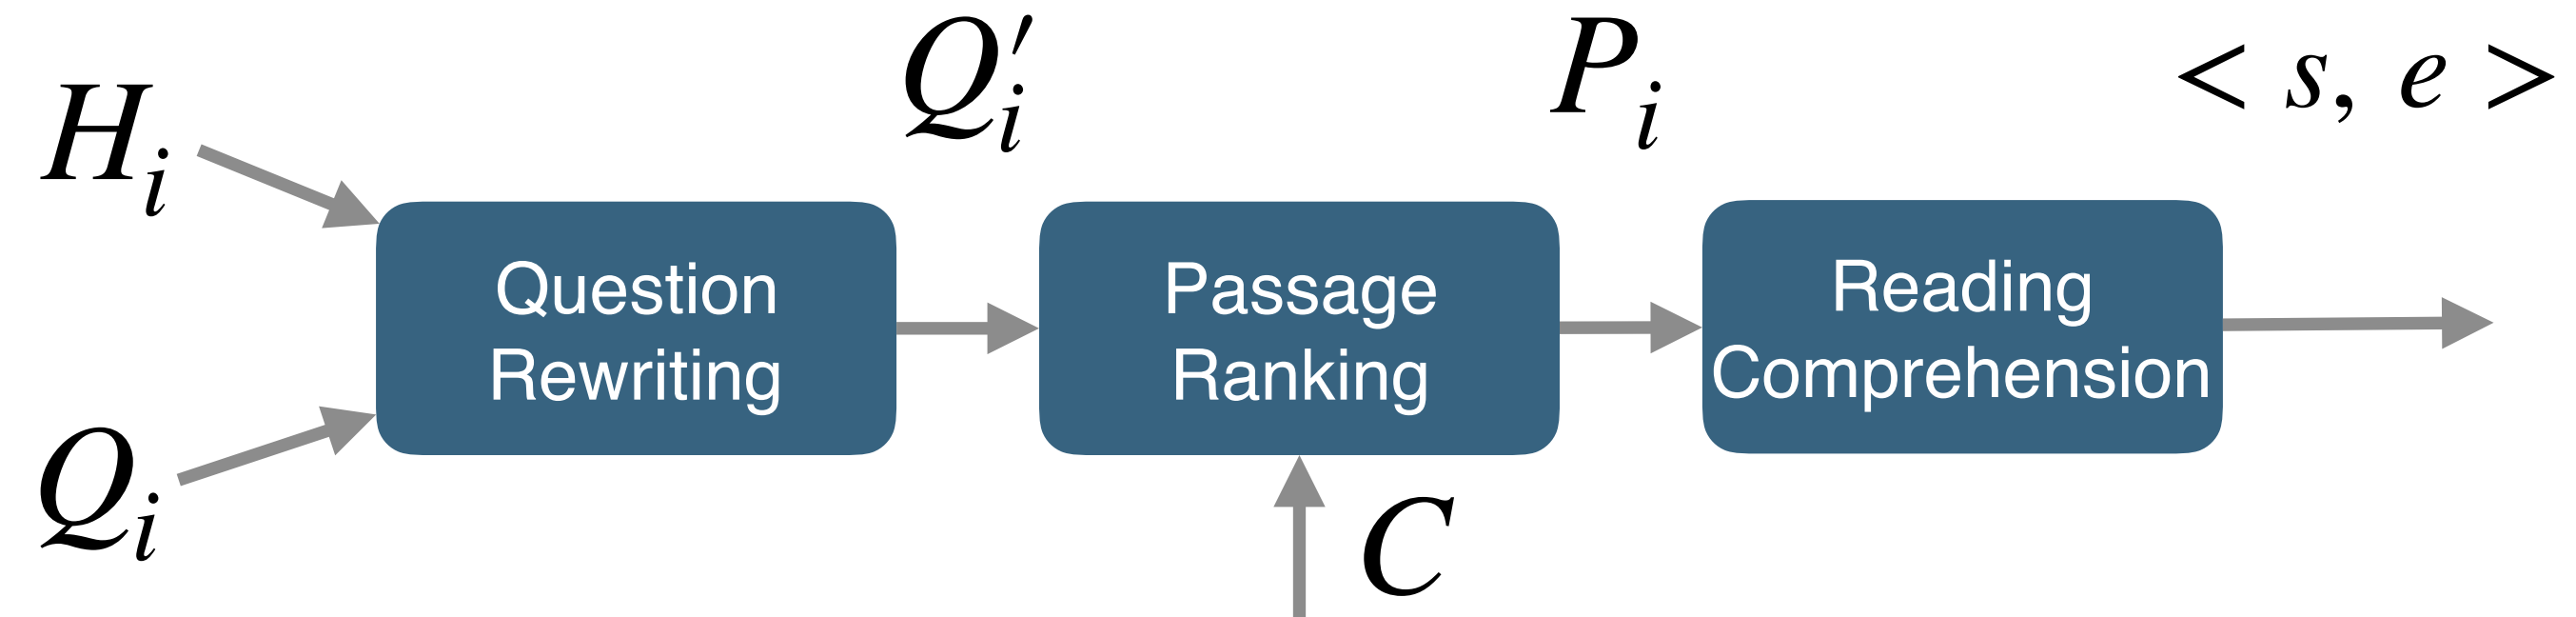 H_i
Q_i
Question
Rewriting
Q'_i
Passage
Ranking
C
P_i
Reading
Comprehension
< s, e >